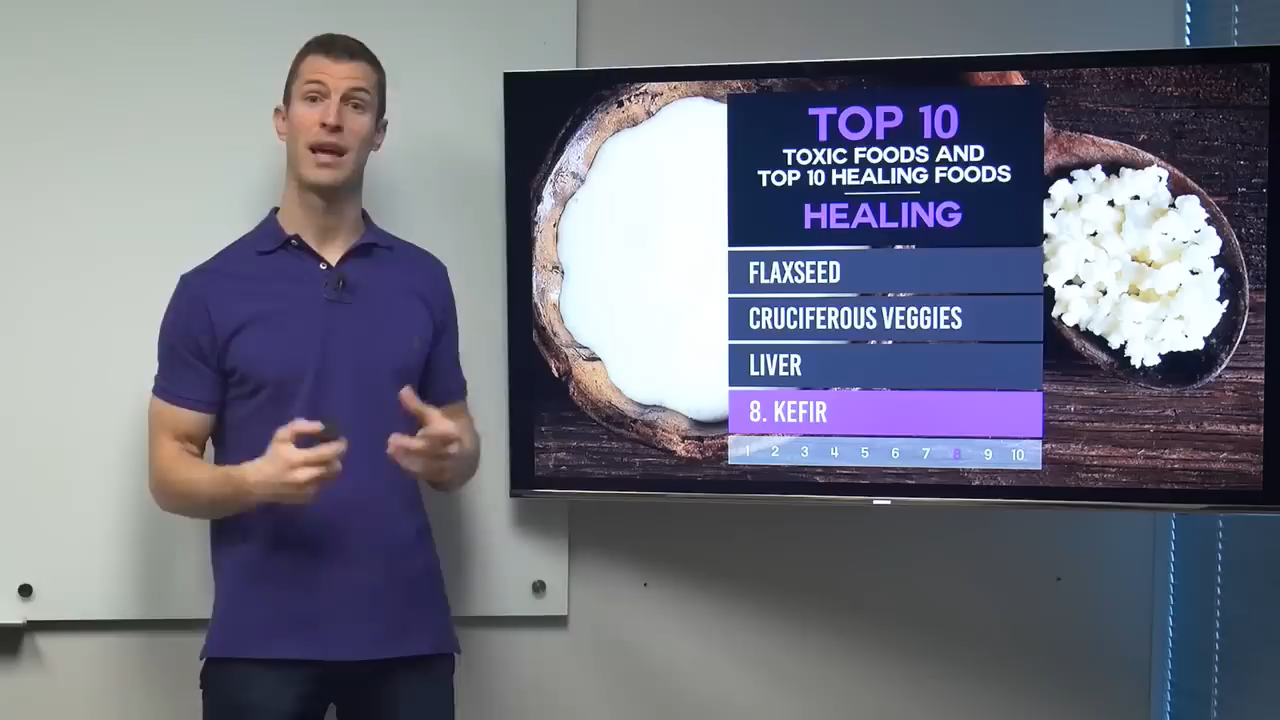 TOP 10
TOXIC FOODS AND
TOP 10 HEALING FOODS
HEALING
FLAXSEED
CRUCIFEROUS VEGGIES
LIVER
8. KEFIR
1 2 3 4 5 6 7 8 9 10